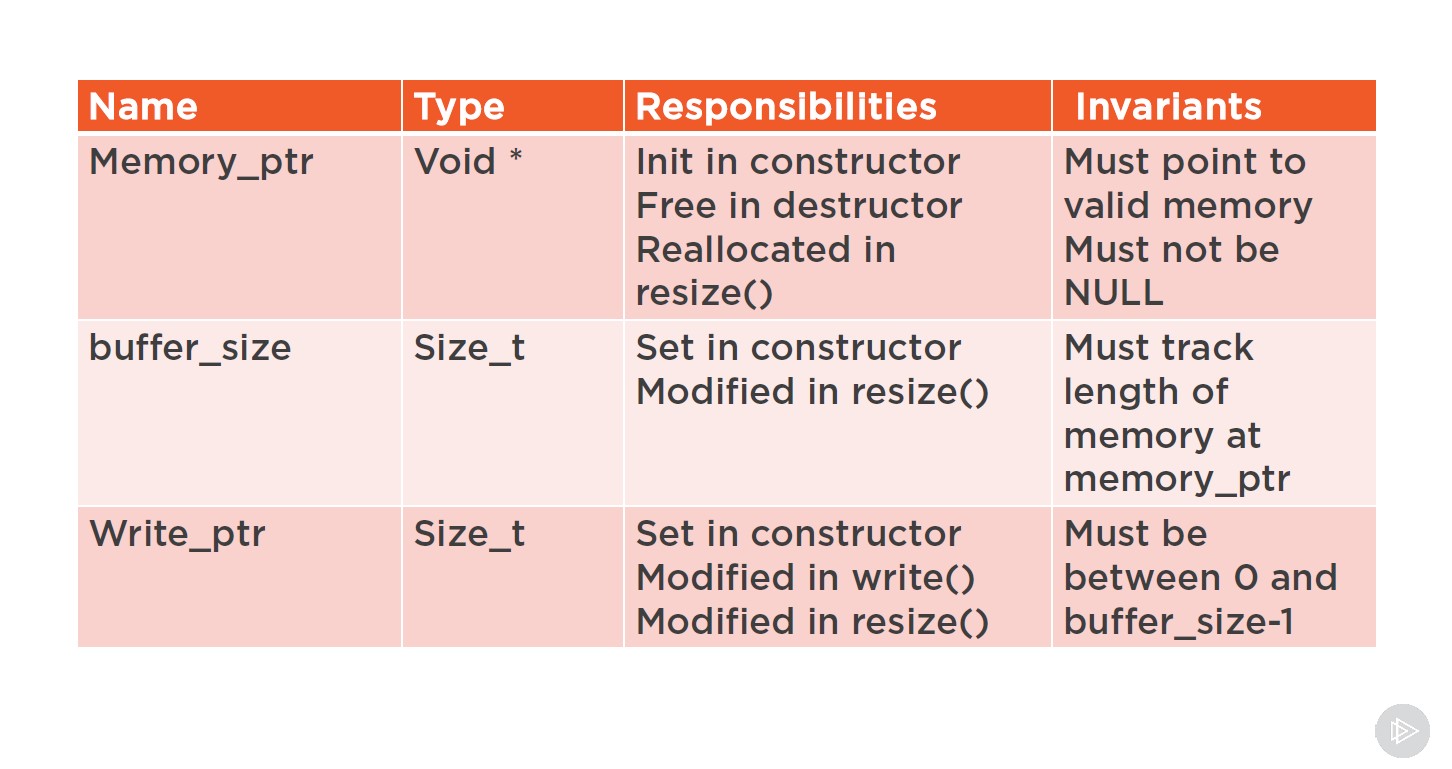 Name Type Responsibilities Invariants
Memory_ptr Void * Init in constructor Must point to
Free in destructor valid memory
Reallocated in Must not be
resize() NULL
buffer_size Size_t Set in constructor Must track
Modified in resize() length of
memory at
memory_ptr
Write_ptr Size_t Set in constructor Must be
Modified in write() between 0 and
Modified in resize() buffer_size-1